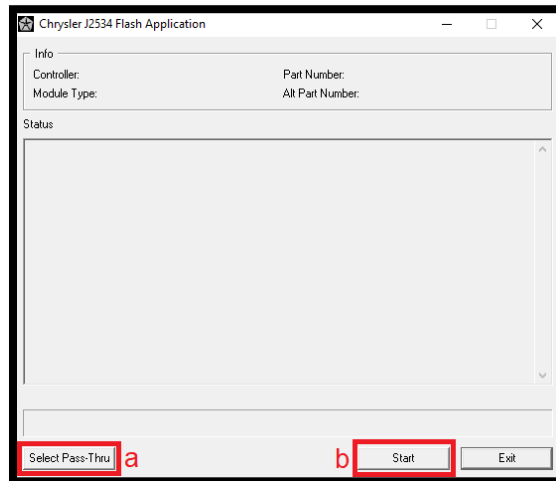 Chrysler J2534 Flash Application
Info
Controller: Part Number:
Module Type: Alt Part Number:
Status
Select Pass-Thru a b Start Exit